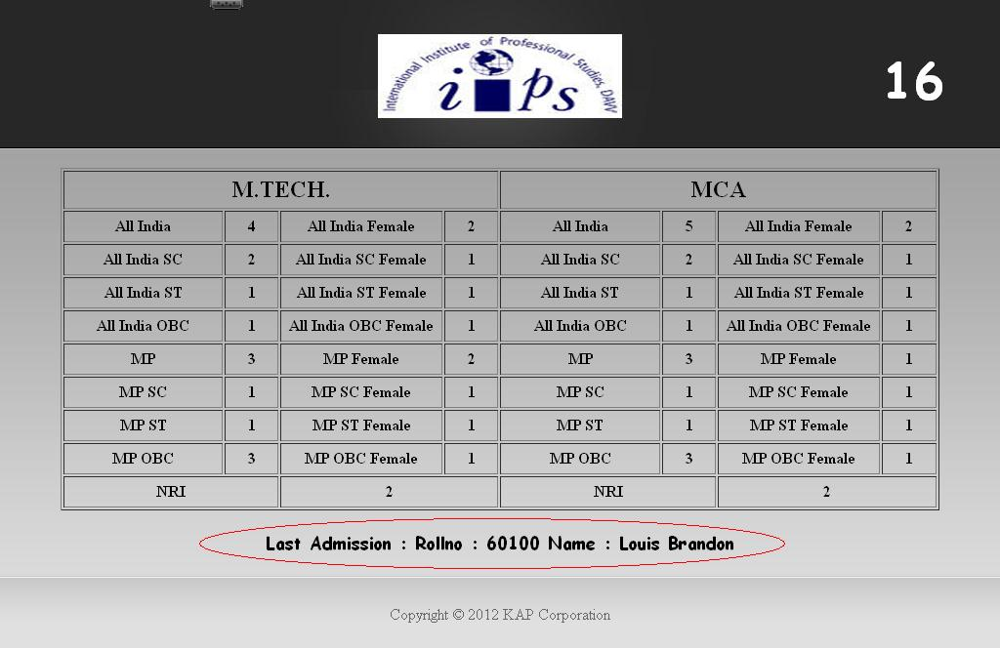 International Institute of Professional Studies, DAVV
i ps
16
M.TECH. MCA
All India 4 All India Female 2 All India 5 All India Female 2
All India SC 2 All India SC Female 1 All India SC 2 All India SC Female 1
All India ST 1 All India ST Female 1 All India ST 1 All India ST Female 1
All India OBC 1 All India OBC Female 1 All India OBC 1 All India OBC Female 1
MP 3 MP Female 2 MP 3 MP Female 1
MP SC 1 MP SC Female 1 MP SC 1 MP SC Female 1
MP ST 1 MP ST Female 1 MP ST 1 MP ST Female 1
MP OBC 3 MP OBC Female 1 MP OBC 3 MP OBC Female 1
NRI 2 NRI 2
Last Admission : Rollno : 60100 Name : Louis Brandon
Copyright © 2012 KAP Corporation